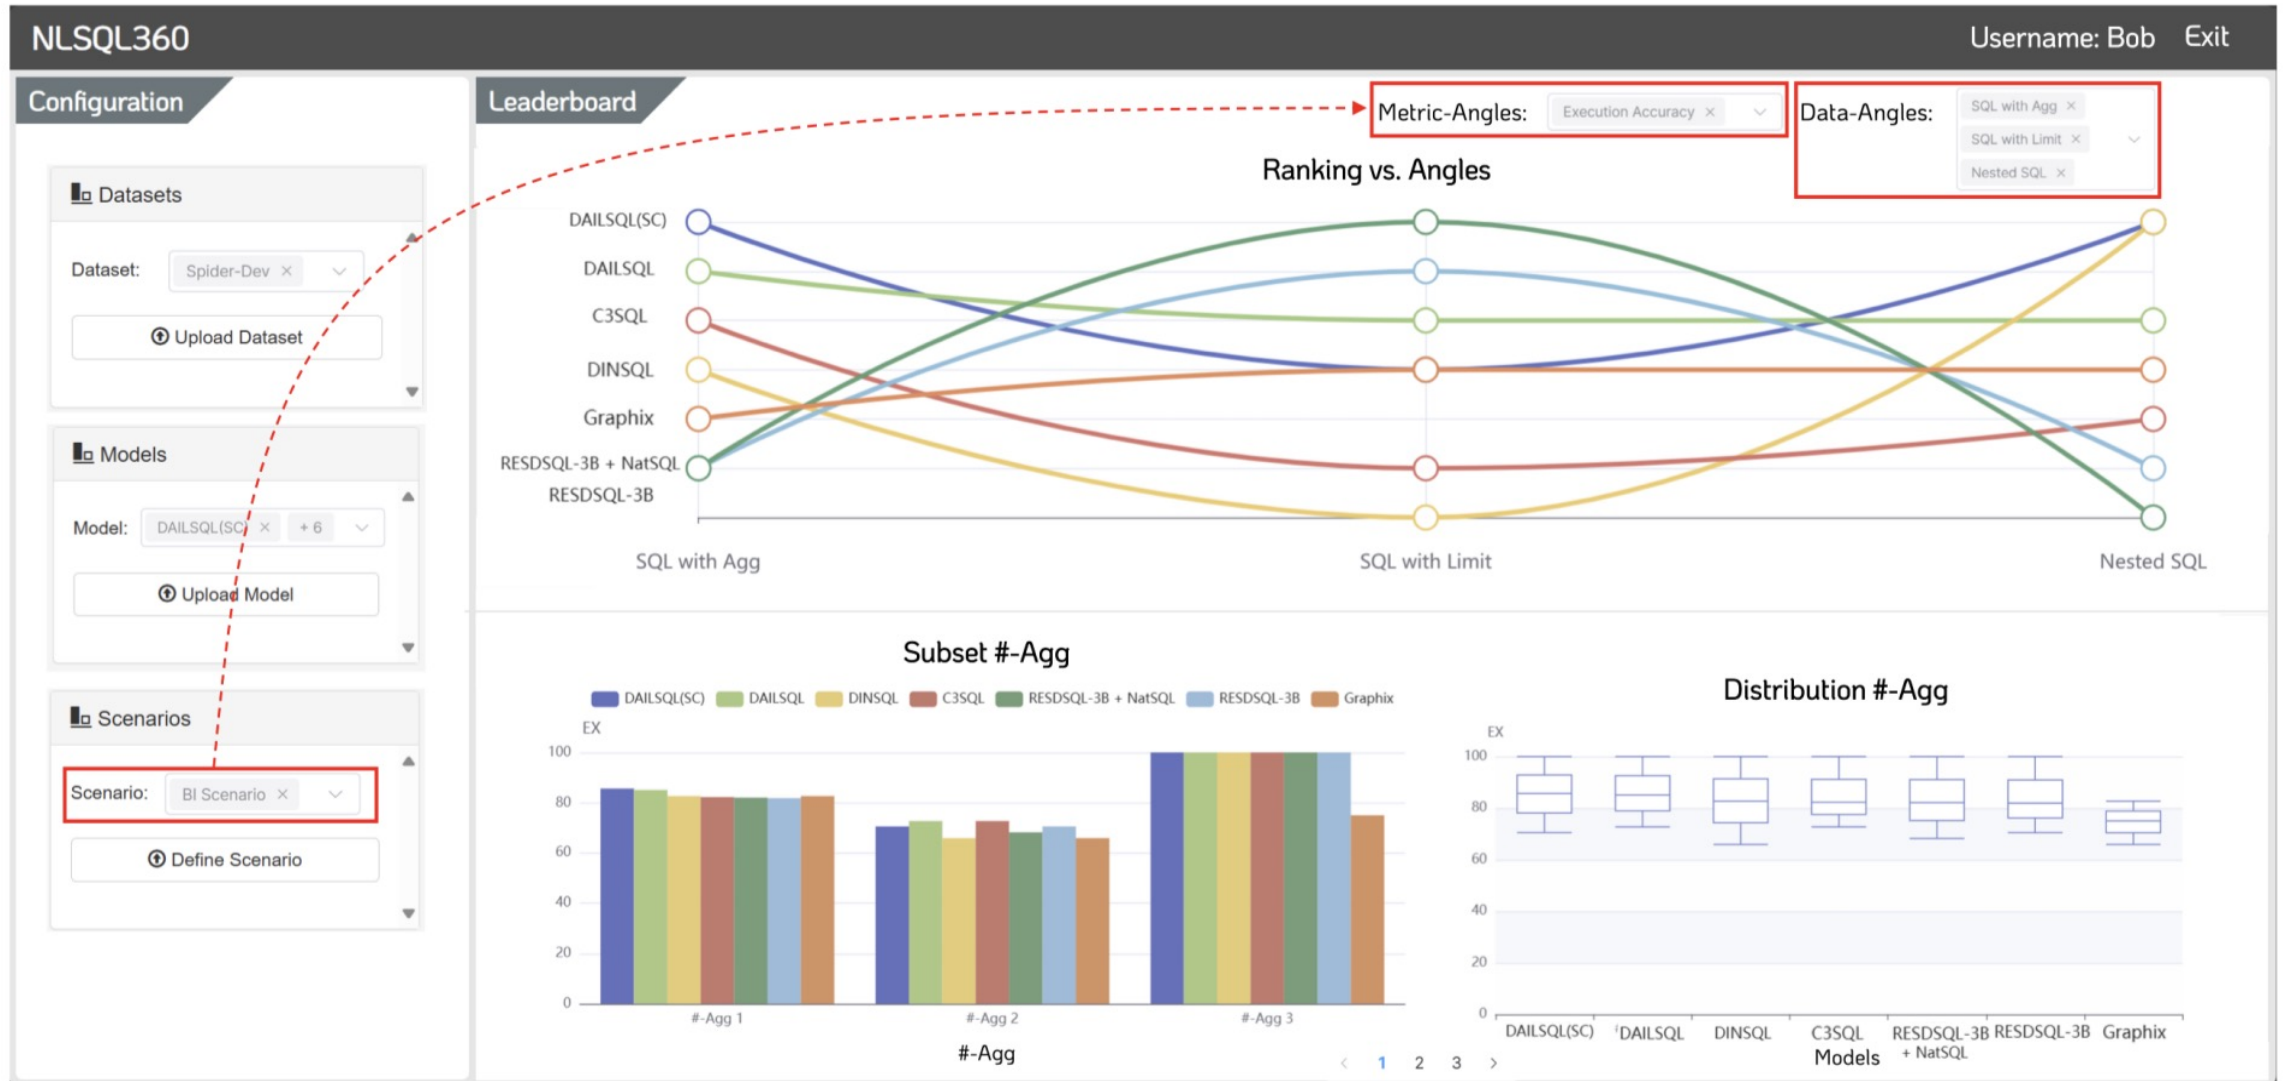 NLSQL360
Username: Bob Exit
Configuration
Datasets
Dataset: Spider-Dev ×
Upload Dataset
Models
Model: DAILSQL(SC) × + 6
Upload Model
Scenarios
Scenario: BI Scenario ×
Define Scenario
Leaderboard
Metric-Angles: Execution Accuracy ×
Data-Angles: SQL with Agg ×
SQL with Limit ×
Nested SQL ×
Ranking vs. Angles
DAILSQL(SC)
DAILSQL
C3SQL
DINSQL
Graphix
RESDSQL-3B + NatSQL
RESDSQL-3B
SQL with Agg SQL with Limit Nested SQL
Subset #-Agg
DAILSQL(SC) DAILSQL DINSQL C3SQL RESDSQL-3B + NatSQL RESDSQL-3B Graphix
EX
100
80
60
40
20
0
#-Agg 1 #-Agg 2 #-Agg 3
#-Agg
Distribution #-Agg
EX
100
80
60
40
20
0
DAILSQL(SC) DAILSQL DINSQL C3SQL RESDSQL-3B RESDSQL-3B Graphix
+ NatSQL
Models
< 1 2 3 >